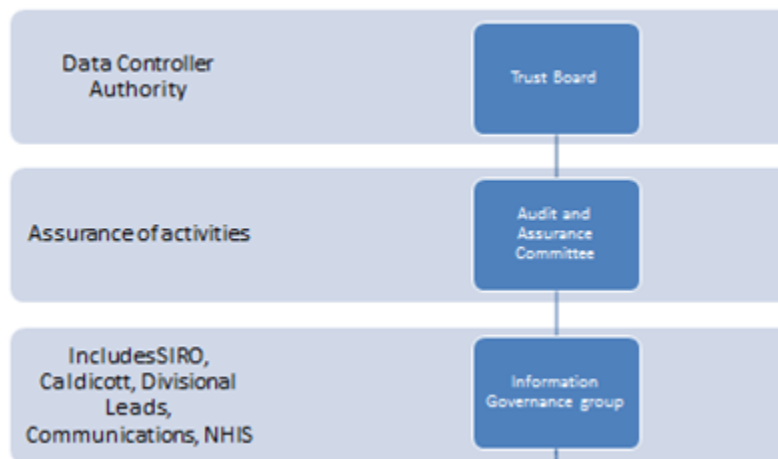 Data Controller
Authority
Trust Board
Assurance of activities
Audit and
Assurance
Committee
IncludesSIRO,
Caldicott, Divisional
Leads,
Communications, NHIS
Information
Governance group